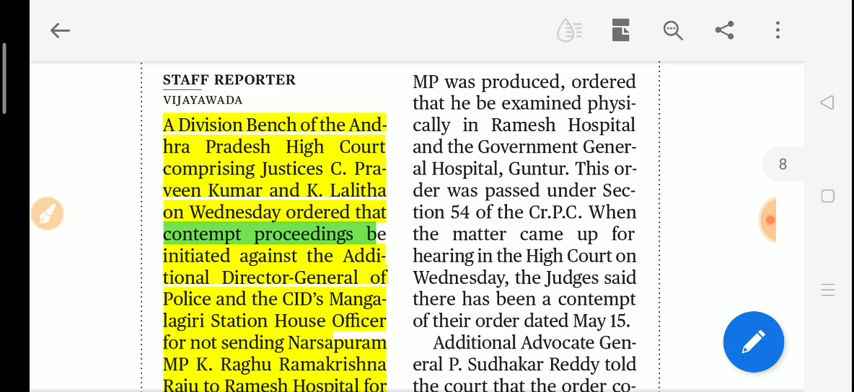 STAFF REPORTER
VIJAYAWADA
A Division Bench of the And-
hra Pradesh High Court
comprising Justices C. Pra-
veen Kumar and K. Lalitha
on Wednesday ordered that
contempt proceedings be
initiated against the Addi-
tional Director-General of
Police and the CID's Manga-
lagiri Station House Officer
for not sending Narsapuram
MP K. Raghu Ramakrishna
Raju to Ramesh Hospital for
MP was produced, ordered
that he be examined physi-
cally in Ramesh Hospital
and the Government Gener-
al Hospital, Guntur. This or-
der was passed under Sec-
tion 54 of the Cr.P.C. When
the matter came up for
hearing in the High Court on
Wednesday, the Judges said
there has been a contempt
of their order dated May 15.
Additional Advocate Gen-
eral P. Sudhakar Reddy told
the court that the order co-
8